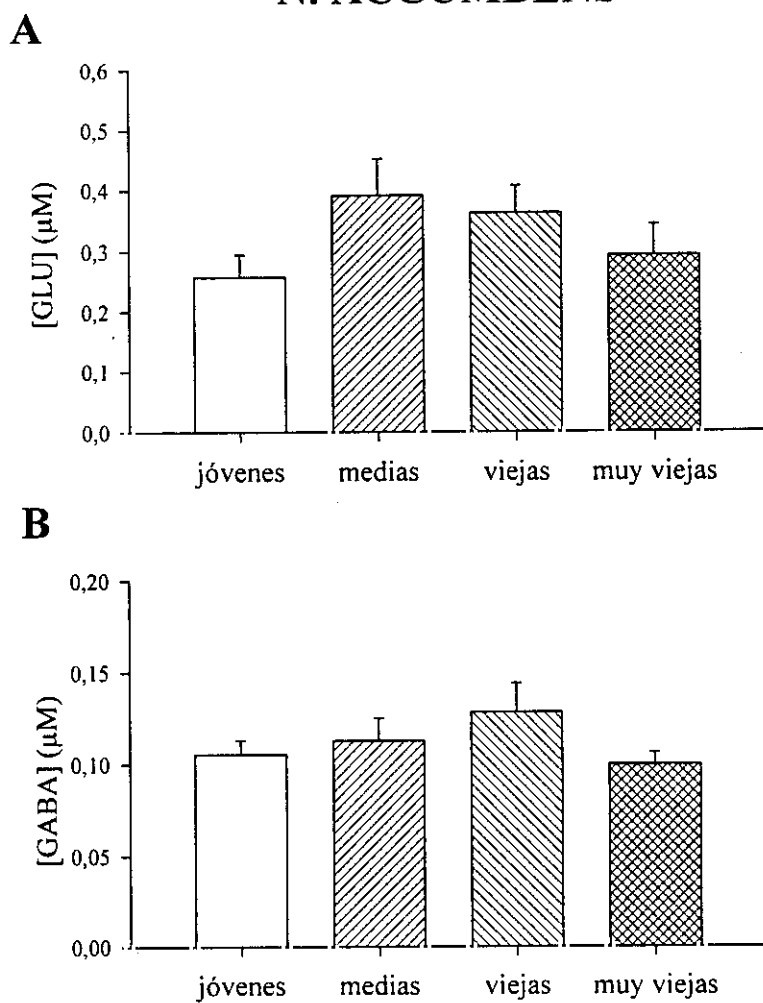 N. ACCUMBENS
A
0,6
0,5
0,4
0,3
0,2
0,1
0,0
[GLU] (µM)
jóvenes medias viejas muy viejas
B
0,20
0,15
0,10
0,05
0,00
[GABA] (µM)
jóvenes medias viejas muy viejas